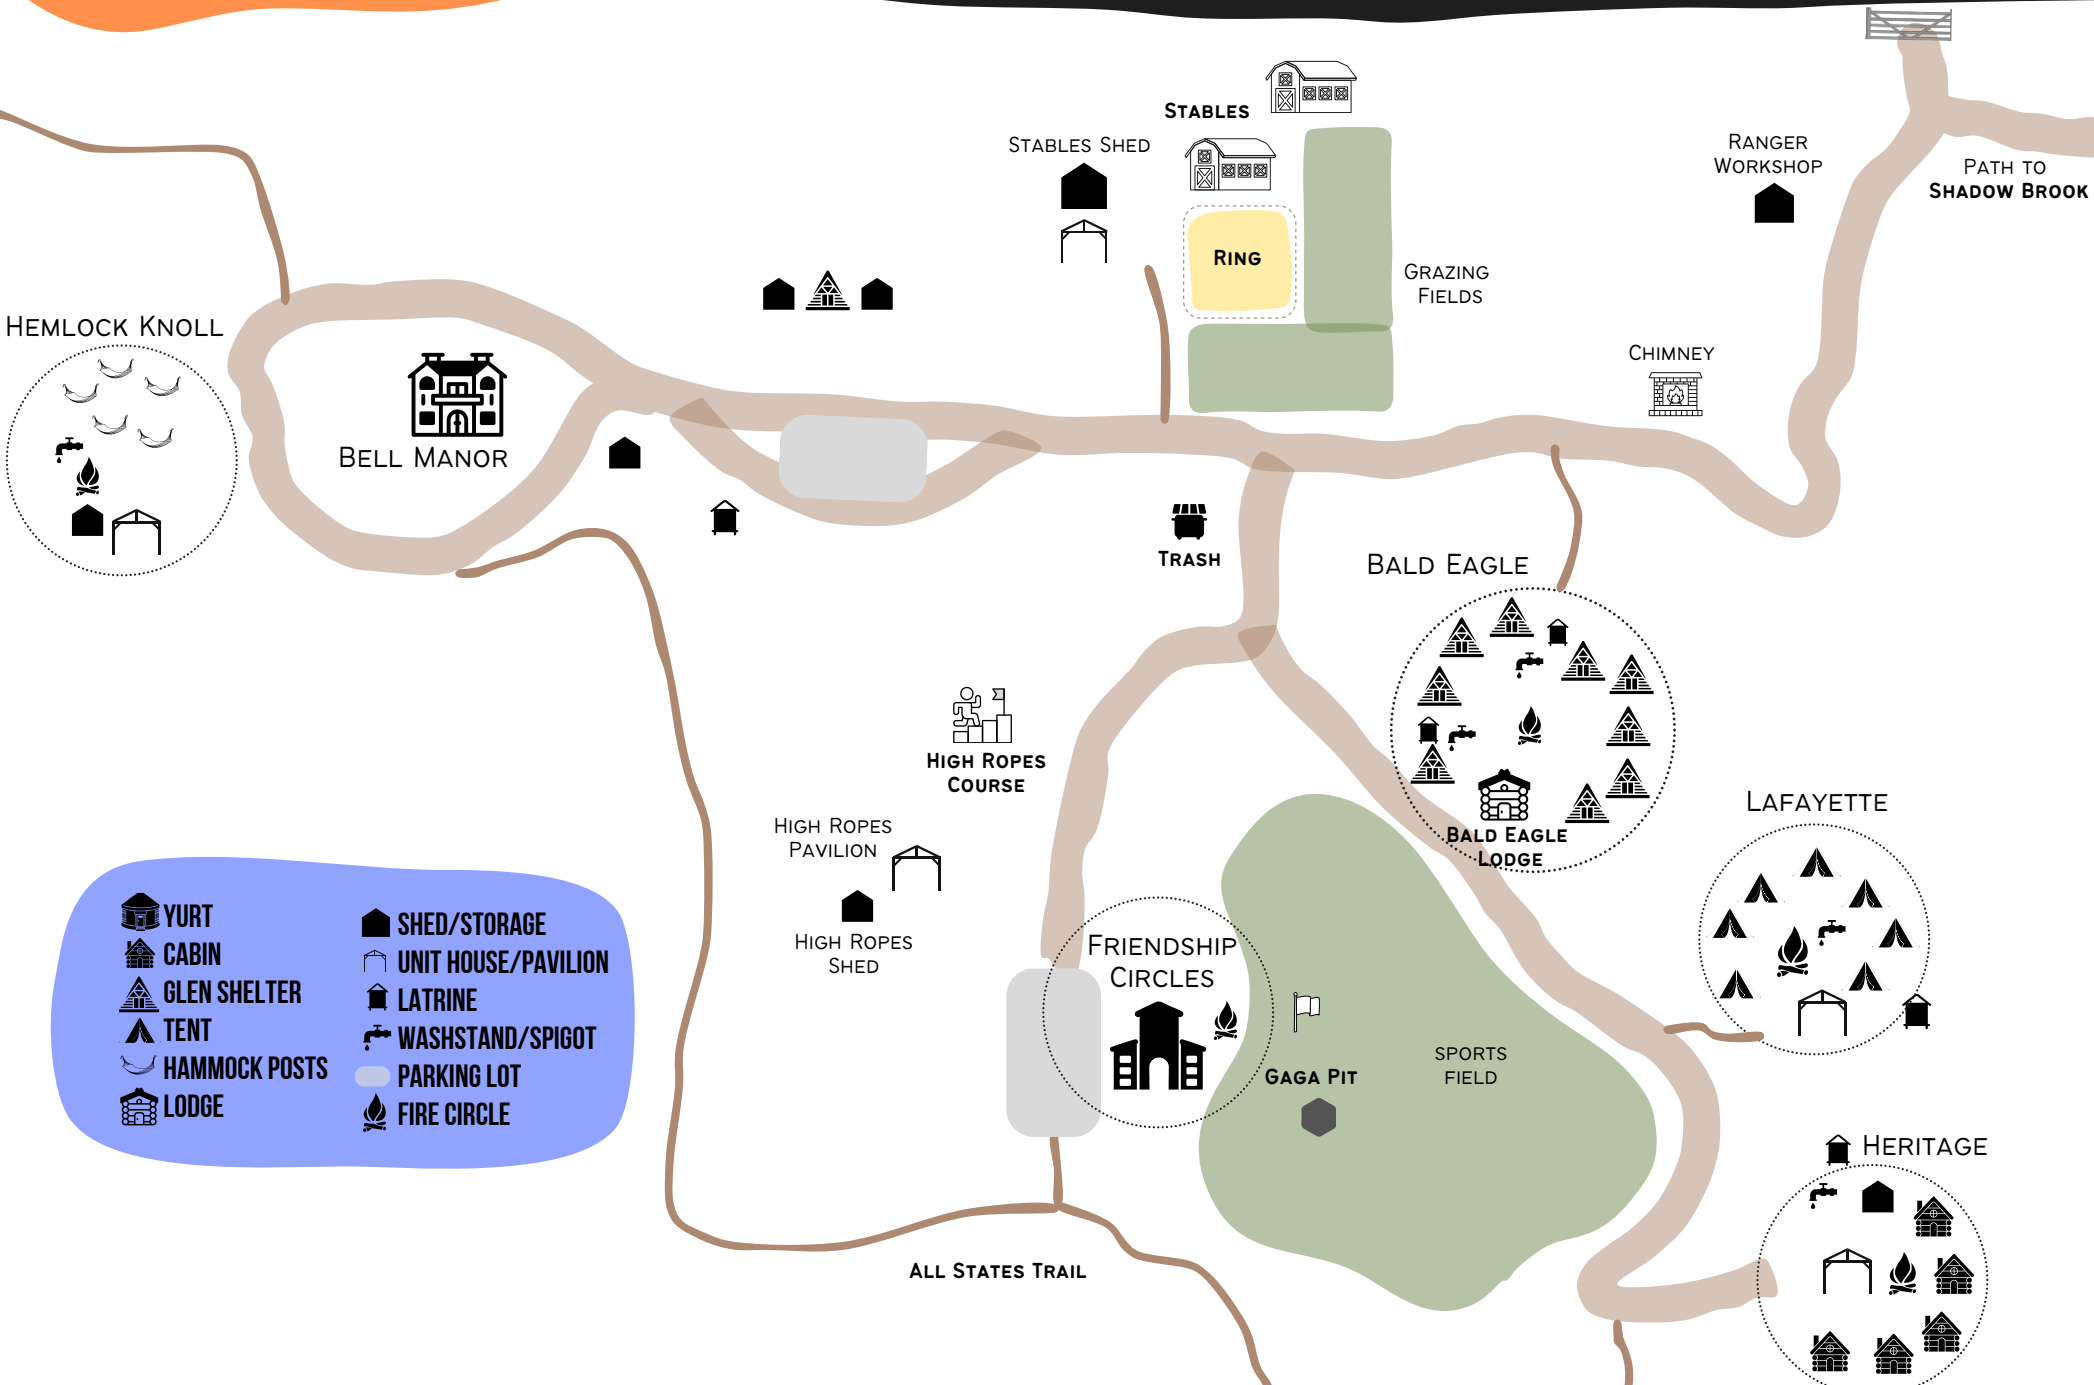 STABLES
STABLES SHED
RANGER
WORKSHOP
PATH TO
SHADOW BROOK
RING
GRAZING
FIELDS
HEMLOCK KNOLL
CHIMNEY
BELL MANOR
TRASH
BALD EAGLE
HIGH ROPES
COURSE
HIGH ROPES
PAVILION
BALD EAGLE
LODGE
LAFAYETTE
HIGH ROPES
SHED
FRIENDSHIP
CIRCLES
SPORTS
FIELD
GAGA PIT
HERITAGE
ALL STATES TRAIL
YURT
CABIN
GLEN SHELTER
TENT
HAMMOCK POSTS
LODGE
SHED/STORAGE
UNIT HOUSE/PAVILION
LATRINE
WASHSTAND/SPIGOT
PARKING LOT
FIRE CIRCLE